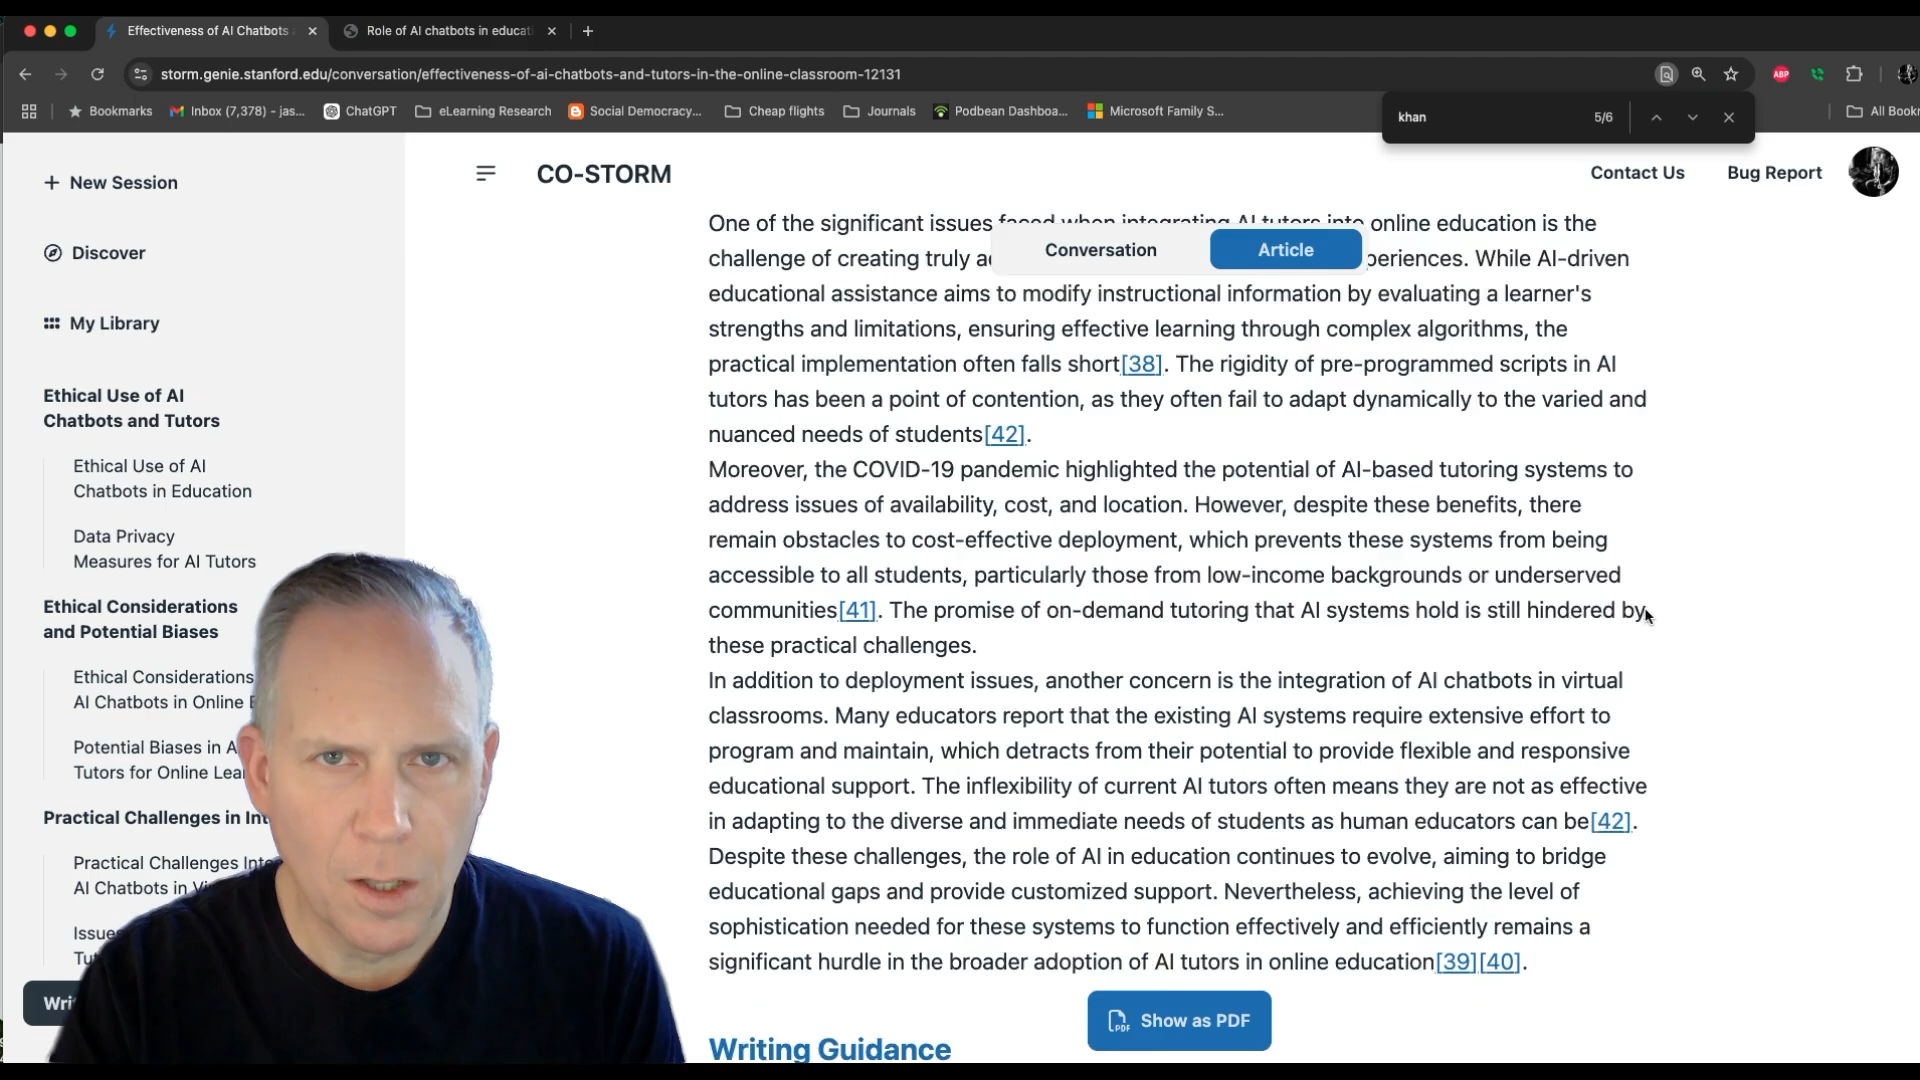 Effectiveness of AI Chatbots
Role of AI chatbots in educat
storm.genie.stanford.edu/conversation/effectiveness-of-ai-chatbots-and-tutors-in-the-online-classroom-12131
ABP
Bookmarks
Inbox (7,378) - jas...
ChatGPT
eLearning Research
Social Democracy...
Cheap flights
Journals
Podbean Dashboa...
Microsoft Family S...
All Book
khan
5/6
New Session
Discover
My Library
Ethical Use of AI
Chatbots and Tutors
Ethical Use of AI
Chatbots in Education
Data Privacy
Measures for AI Tutors
Ethical Considerations
and Potential Biases
Ethical Considerations
AI Chatbots in Online
Potential Biases in A
Tutors for Online Lea
Practical Challenges in Int
Practical Challenges Inte
AI Chatbots in Vi
Issue
Tut
Wri
CO-STORM
Contact Us
Bug Report
Conversation
Article
One of the significant issues faced when integrating AI tutors into online education is the
challenge of creating truly a periences. While AI-driven
educational assistance aims to modify instructional information by evaluating a learner's
strengths and limitations, ensuring effective learning through complex algorithms, the
practical implementation often falls short[38]. The rigidity of pre-programmed scripts in AI
tutors has been a point of contention, as they often fail to adapt dynamically to the varied and
nuanced needs of students[42].
Moreover, the COVID-19 pandemic highlighted the potential of AI-based tutoring systems to
address issues of availability, cost, and location. However, despite these benefits, there
remain obstacles to cost-effective deployment, which prevents these systems from being
accessible to all students, particularly those from low-income backgrounds or underserved
communities[41]. The promise of on-demand tutoring that AI systems hold is still hindered by
these practical challenges.
In addition to deployment issues, another concern is the integration of AI chatbots in virtual
classrooms. Many educators report that the existing AI systems require extensive effort to
program and maintain, which detracts from their potential to provide flexible and responsive
educational support. The inflexibility of current AI tutors often means they are not as effective
in adapting to the diverse and immediate needs of students as human educators can be[42].
Despite these challenges, the role of AI in education continues to evolve, aiming to bridge
educational gaps and provide customized support. Nevertheless, achieving the level of
sophistication needed for these systems to function effectively and efficiently remains a
significant hurdle in the broader adoption of AI tutors in online education[39][40].
PDF
Show as PDF
Writing Guidance